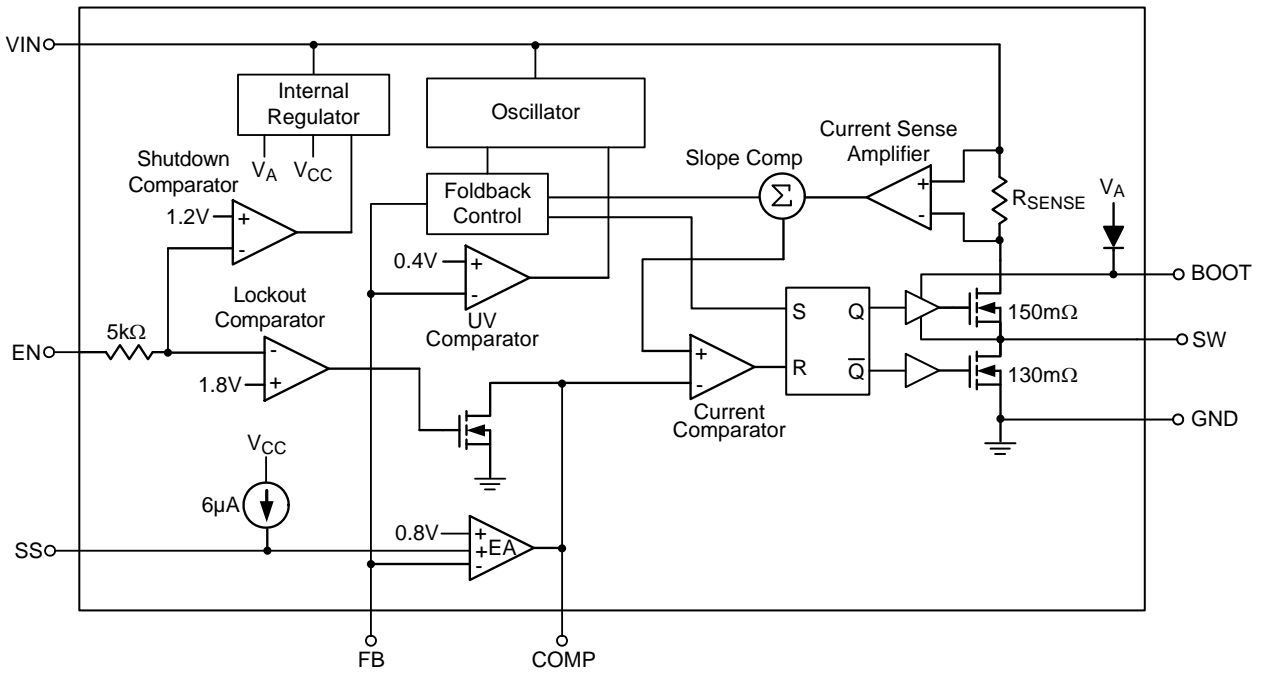 VIN
Internal
Regulator
Oscillator
Current Sense
Amplifier
Slope Comp
Shutdown
Comparator
VA
VCC
Foldback
Control
Σ
+
-
RSENSE
VA
1.2V
+
-
0.4V
+
-
UV
Comparator
BOOT
Lockout
Comparator
S
Q
150mΩ
5kΩ
EN
-
+
1.8V
SW
+
-
R
Q̅
130mΩ
Current
Comparator
GND
VCC
6µA
0.8V
+
+
-
EA
SS
FB
COMP